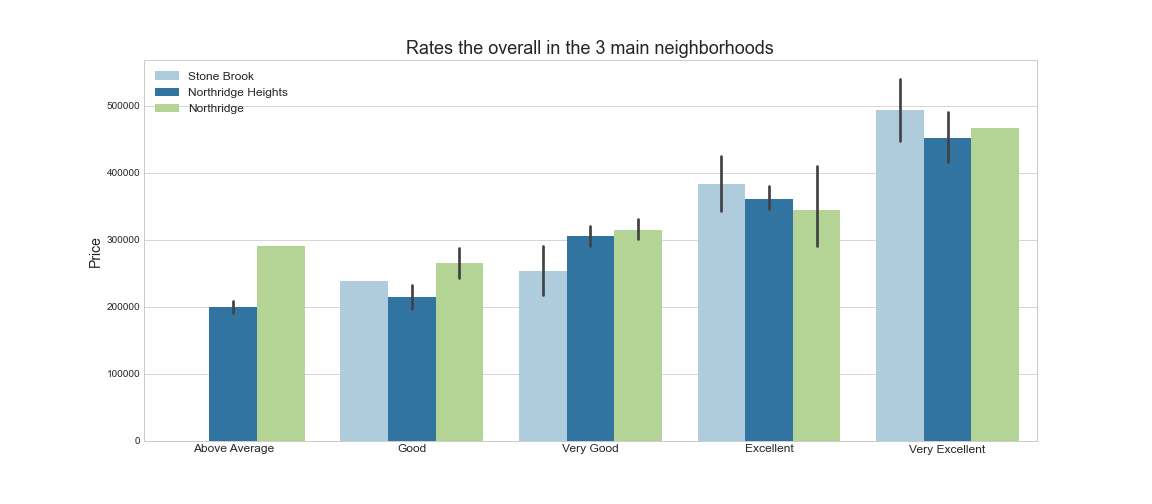 Rates the overall in the 3 main neighborhoods
Stone Brook
Northridge Heights
Northridge
Price
500000
400000
300000
200000
100000
0
Above Average
Good
Very Good
Excellent
Very Excellent